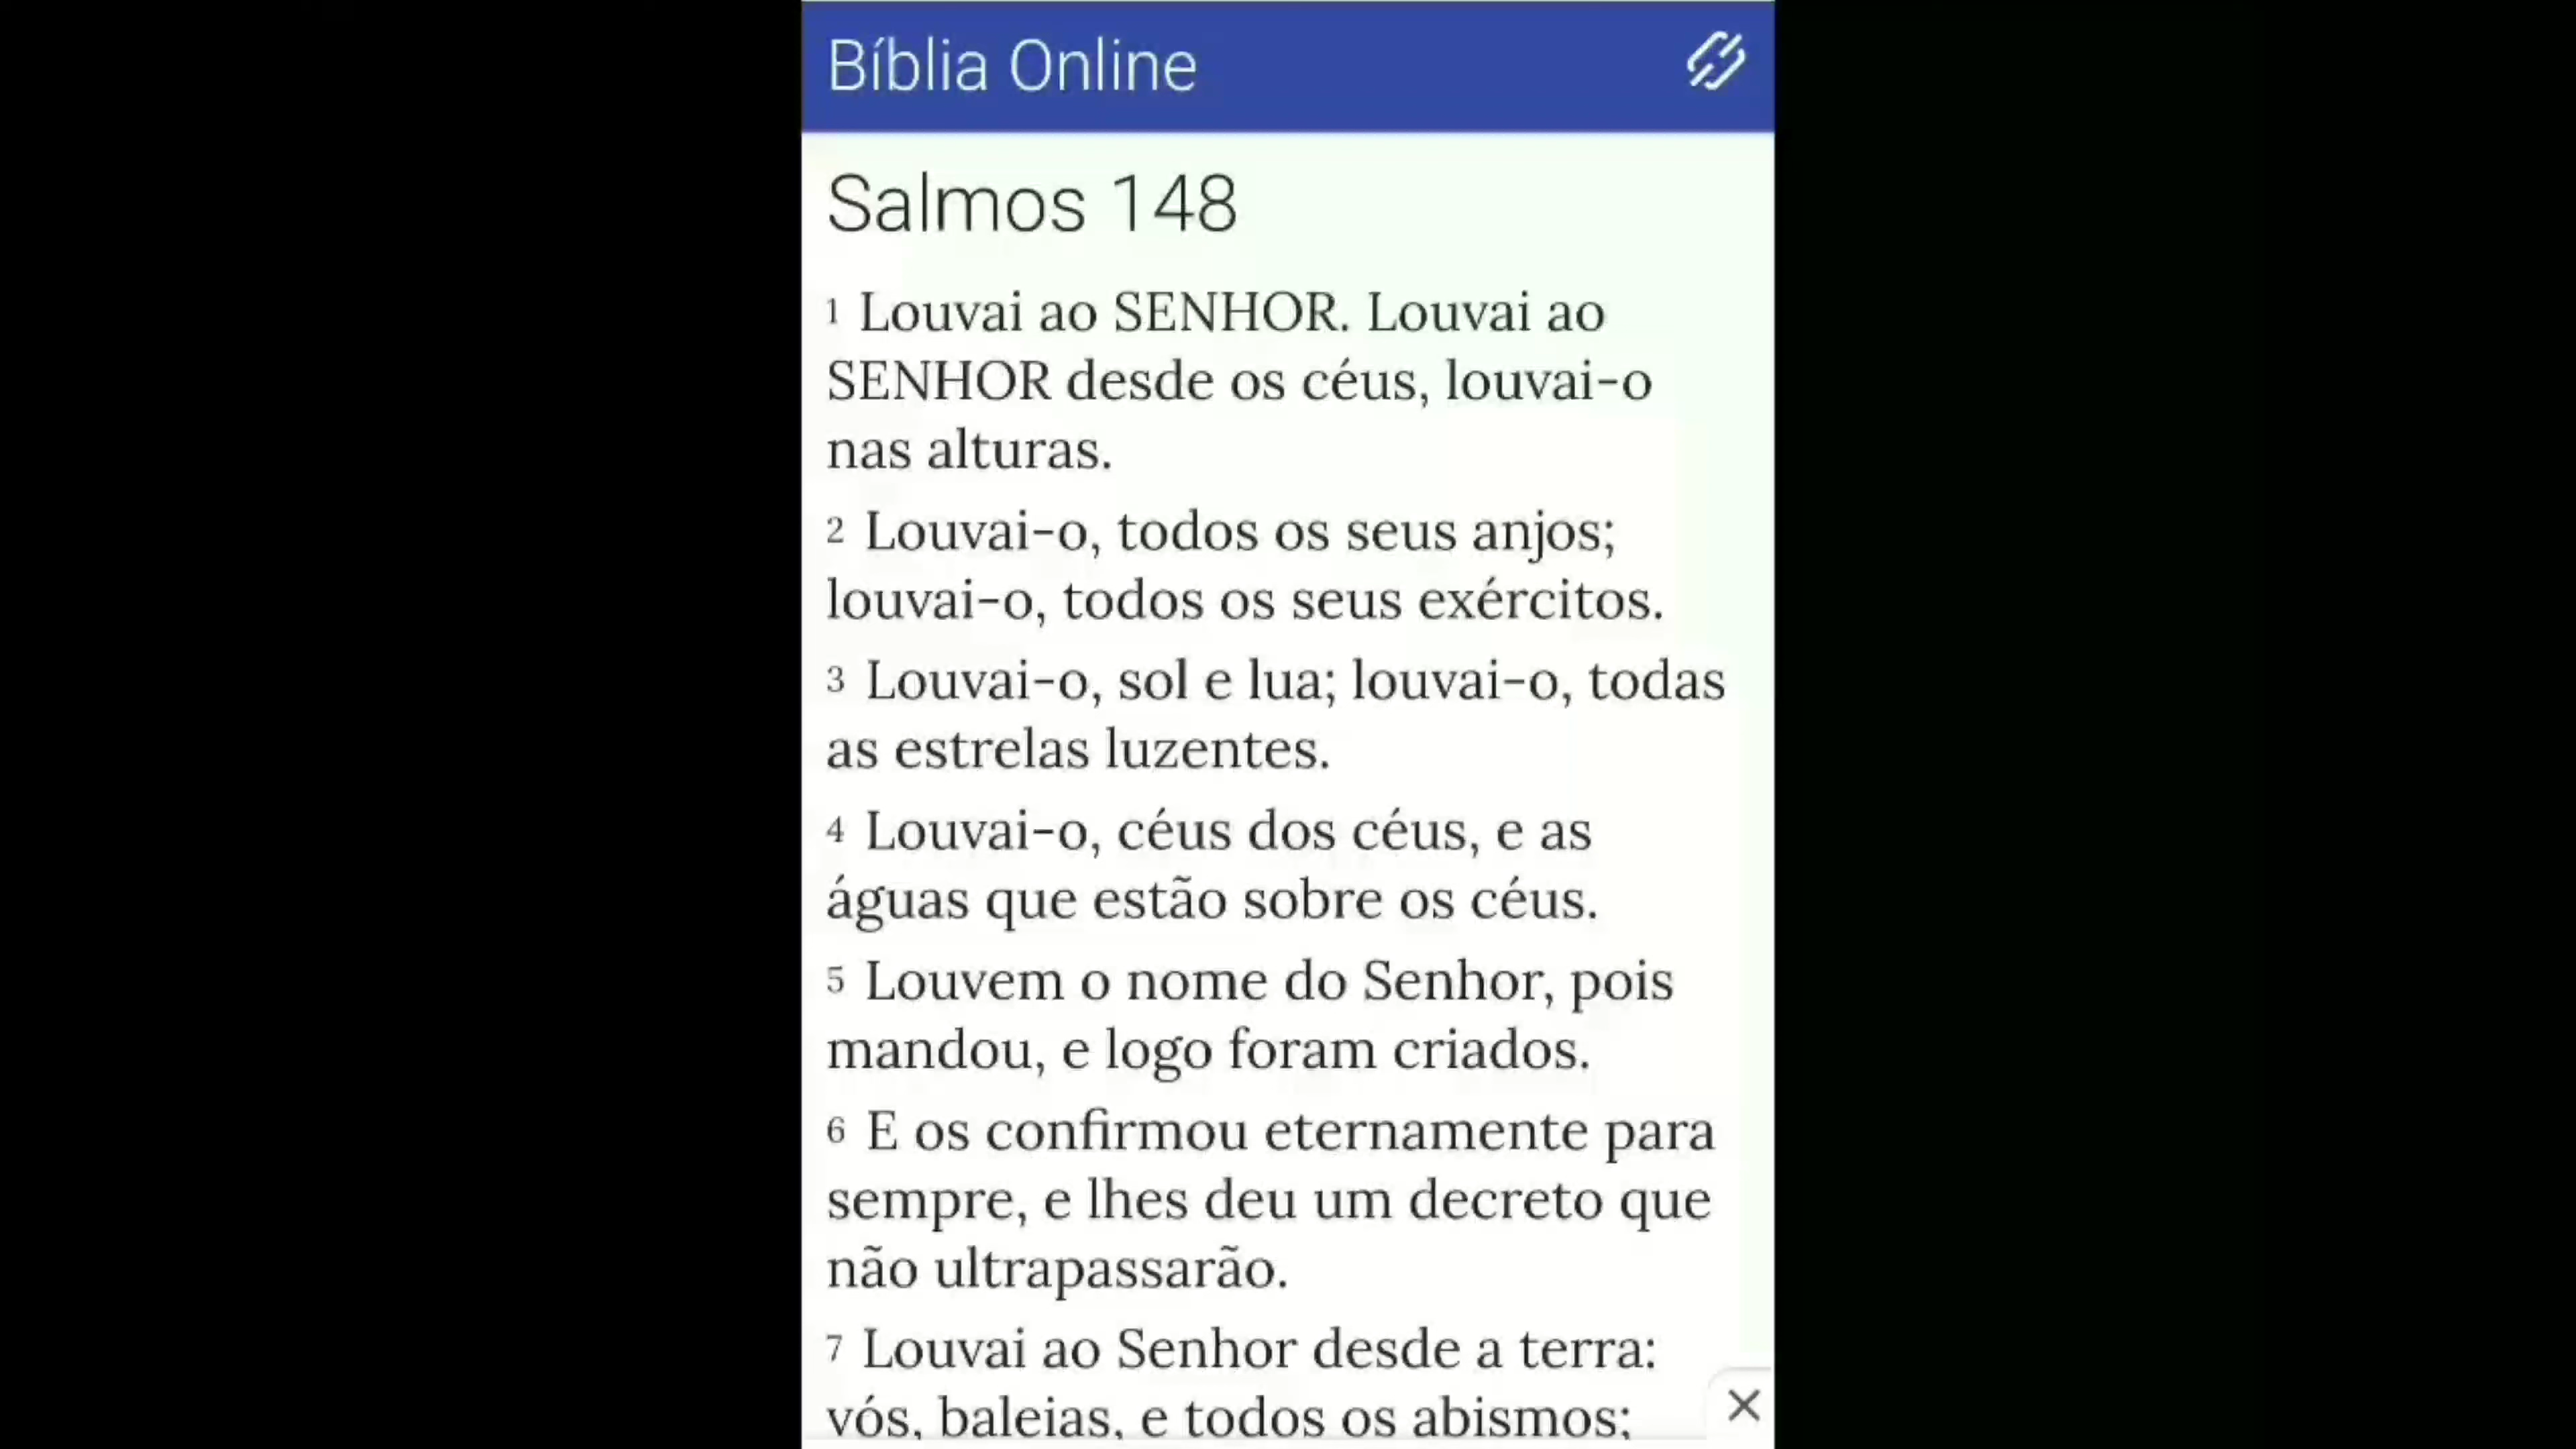 Bíblia Online
Salmos 148
1 Louvai ao SENHOR. Louvai ao
SENHOR desde os céus, louvai-o
nas alturas.
2 Louvai-o, todos os seus anjos;
louvai-o, todos os seus exércitos.
3 Louvai-o, sol e lua; louvai-o, todas
as estrelas luzentes.
4 Louvai-o, céus dos céus, e as
águas que estão sobre os céus.
5 Louvem o nome do Senhor, pois
mandou, e logo foram criados.
6 E os confirmou eternamente para
sempre, e lhes deu um decreto que
não ultrapassarão.
7 Louvai ao Senhor desde a terra:
vós, baleias, e todos os abismos;